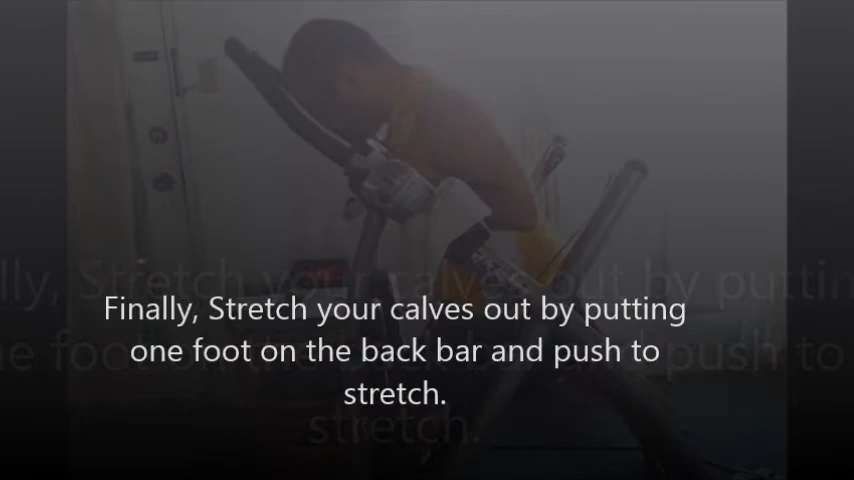 Finally, Stretch your calves out by putting
one foot on the back bar and push to
stretch.